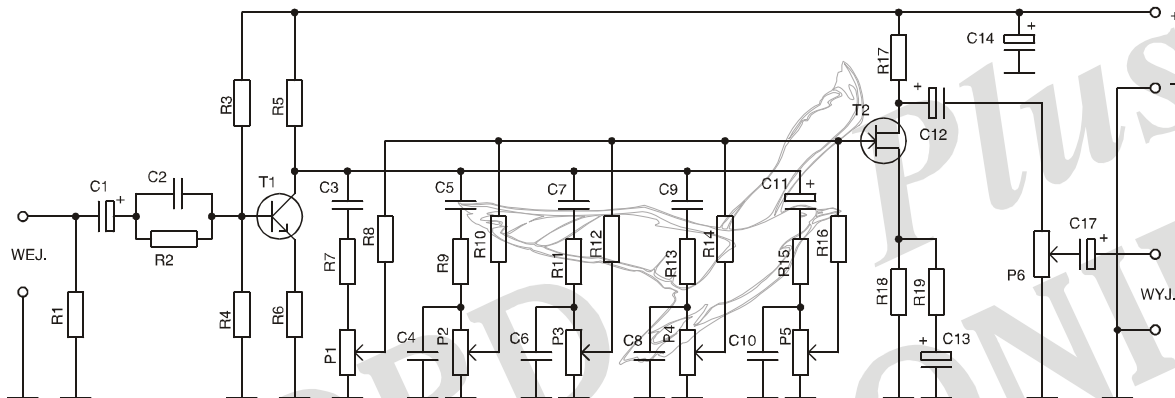 +
C14
R17
R3
R5
T2
C12
C1
C2
T1
C3
C5
C7
C9
C11
R8
R10
R12
R14
R16
C17
WEJ.
R2
R7
R9
R11
R13
R15
P6
R1
R4
R6
R18
R19
WYJ.
P1
C4
P2
C6
P3
C8
P4
C10
P5
C13
Plus